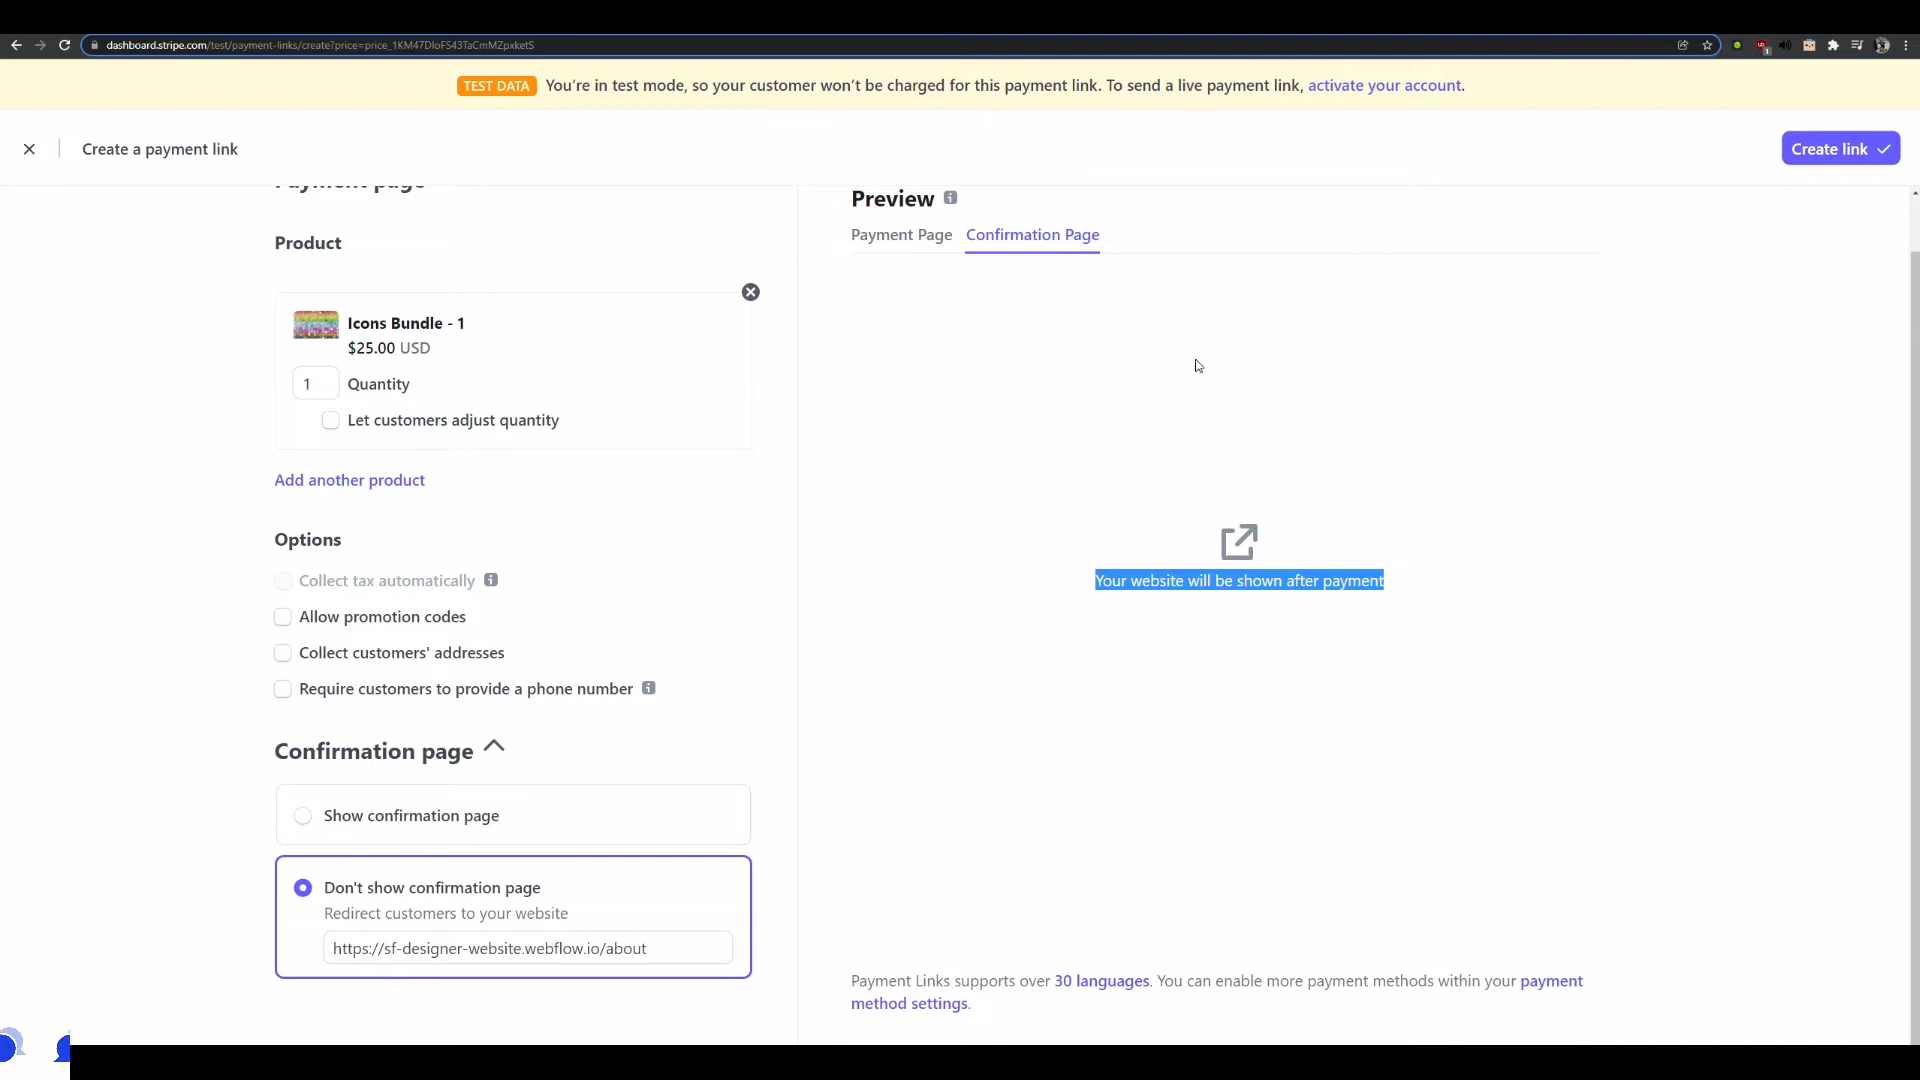 dashboard.stripe.com/test/payment-links/create?price=price_1KM47DIoFS43TaCmMZpxketS
TEST DATA You're in test mode, so your customer won't be charged for this payment link. To send a live payment link, activate your account.
Create a payment link
Create link
Payment page
Product
Icons Bundle - 1
$25.00 USD
1 Quantity
Let customers adjust quantity
Add another product
Options
Collect tax automatically
Allow promotion codes
Collect customers' addresses
Require customers to provide a phone number
Confirmation page
Show confirmation page
Don't show confirmation page
Redirect customers to your website
https://sf-designer-website.webflow.io/about
Preview
Payment Page Confirmation Page
Your website will be shown after payment
Payment Links supports over 30 languages. You can enable more payment methods within your payment
method settings.